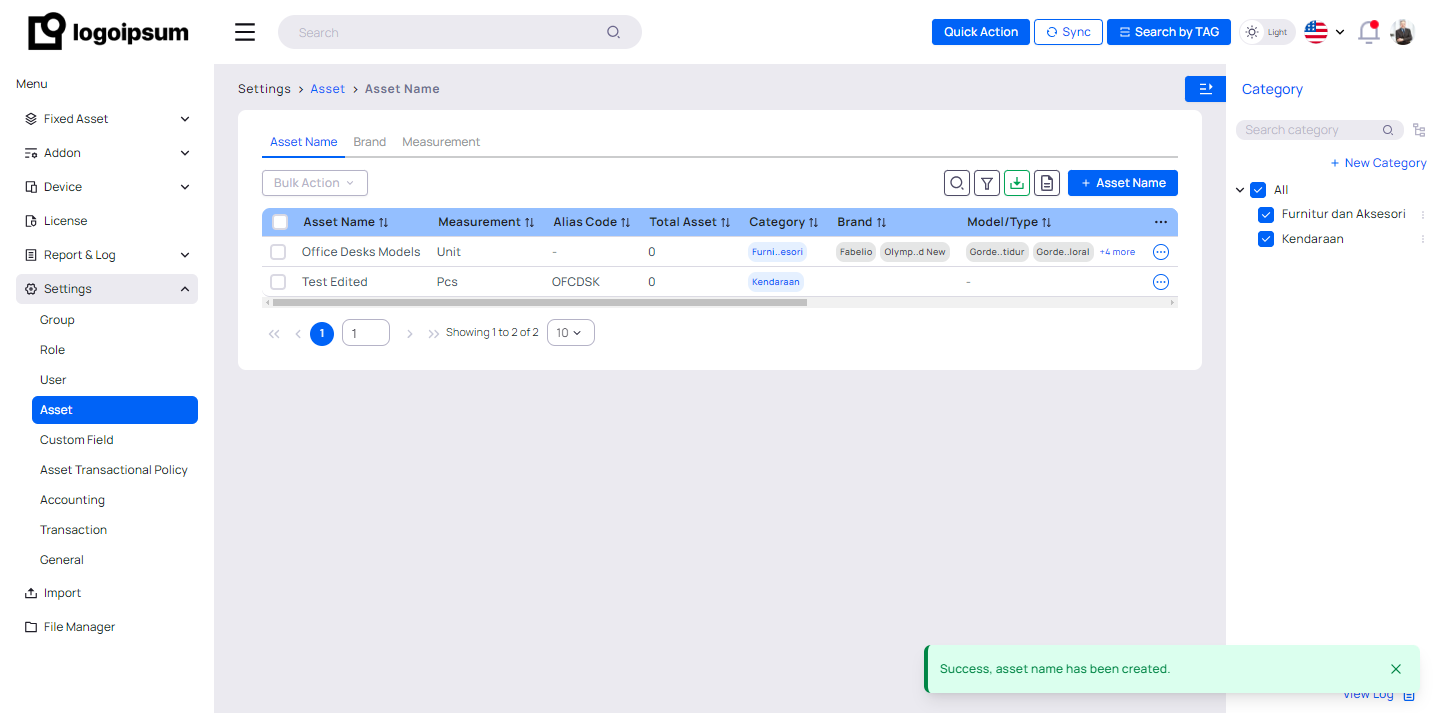 logoipsum
Search
Quick Action
Sync
Search by TAG
Light
Menu
Fixed Asset
Addon
Device
License
Report & Log
Settings
Group
Role
User
Asset
Custom Field
Asset Transactional Policy
Accounting
Transaction
General
Import
File Manager
Settings > Asset > Asset Name
Asset Name Brand Measurement
Bulk Action
+ Asset Name
Asset Name Measurement Alias Code Total Asset Category Brand Model/Type ...
Office Desks Models Unit - 0 Furni..esori Fabelio Olymp..d New Gorde..tidur Gorde..loral +4 more
Test Edited Pcs OFCDSK 0 Kendaraan -
1 1 Showing 1 to 2 of 2 10
Category
Search category
+ New Category
All
Furnitur dan Aksesori
Kendaraan
Success, asset name has been created.
View Log